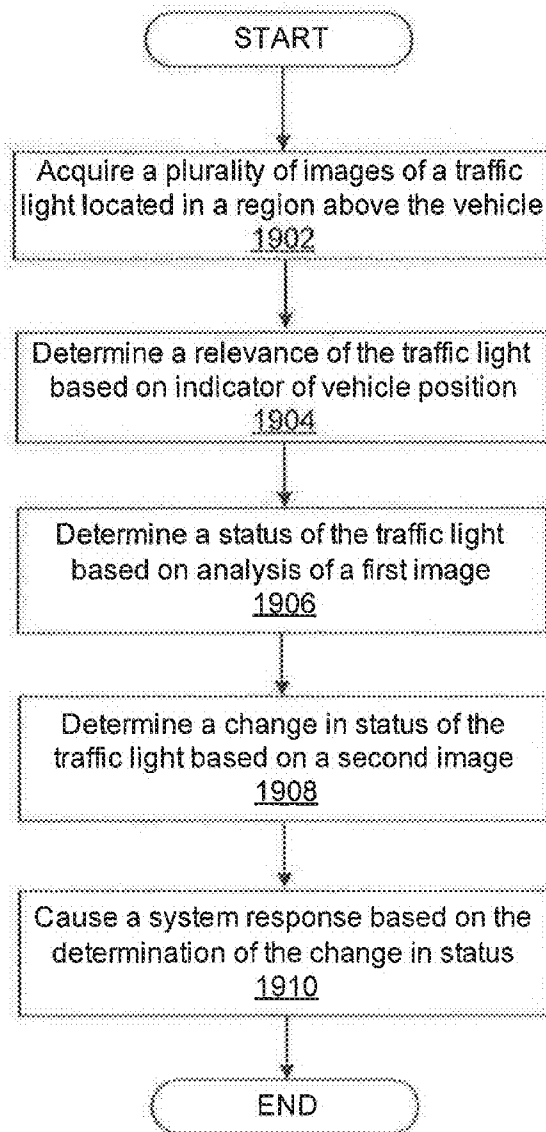 START
Acquire a plurality of images of a traffic
light located in a region above the vehicle
1902
Determine a relevance of the traffic light
based on indicator of vehicle position
1904
Determine a status of the traffic light
based on analysis of a first image
1906
Determine a change in status of the
traffic light based on a second image
1908
Cause a system response based on the
determination of the change in status
1910
END